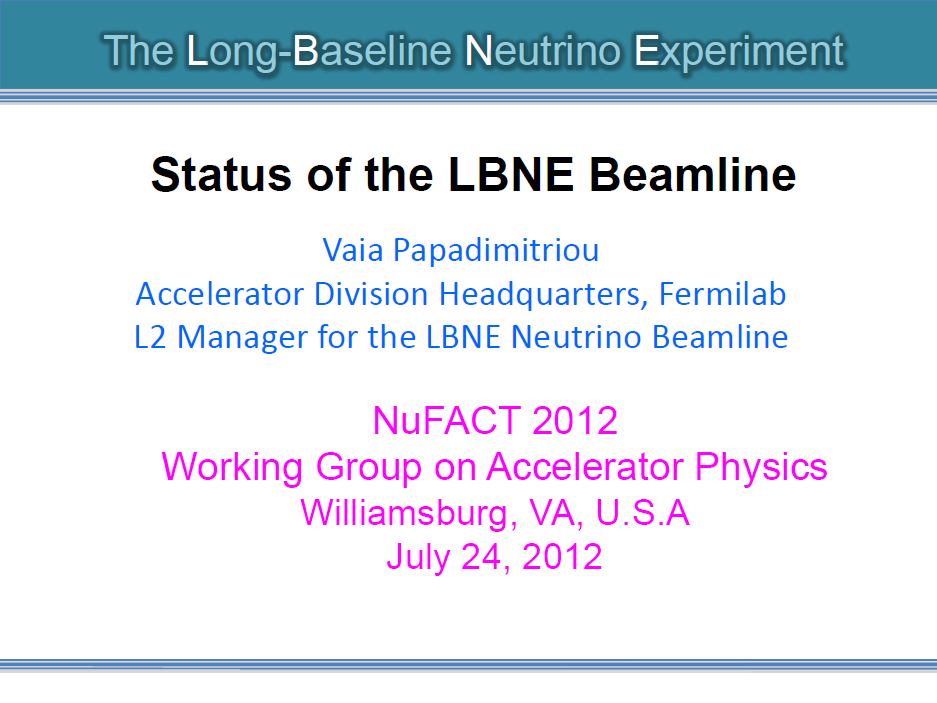 The Long-Baseline Neutrino Experiment
Status of the LBNE Beamline
Vaia Papadimitriou
Accelerator Division Headquarters, Fermilab
L2 Manager for the LBNE Neutrino Beamline
NuFACT 2012
Working Group on Accelerator Physics
Williamsburg, VA, U.S.A
July 24, 2012